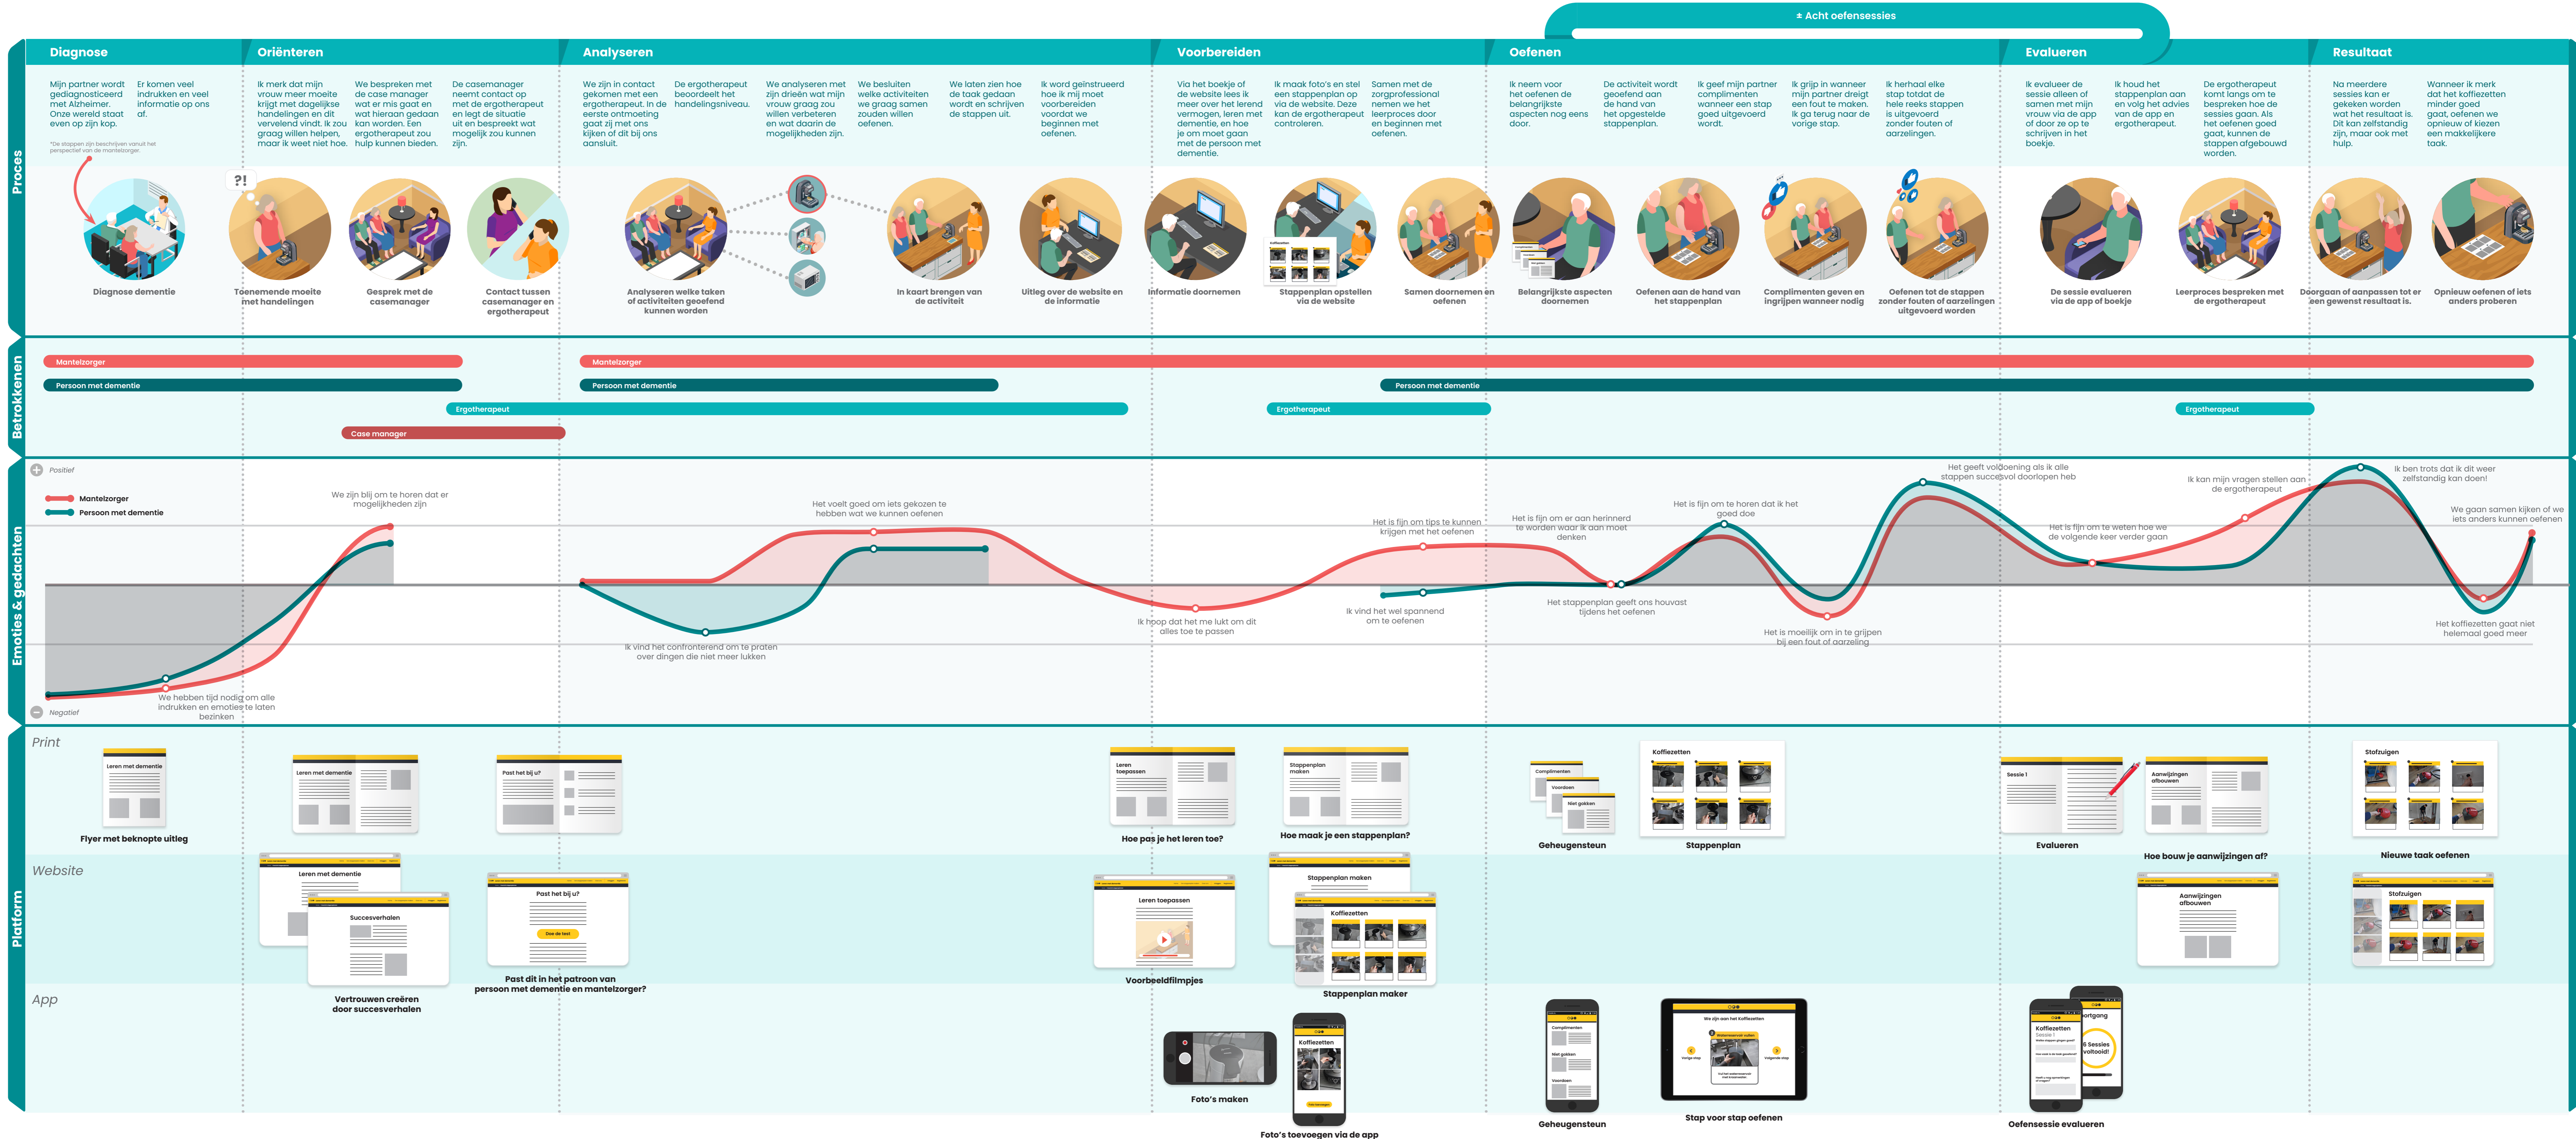 ± Acht oefensessies
Diagnose
Oriënteren
Analyseren
Voorbereiden
Oefenen
Evalueren
Resultaat
Proces
Mijn partner wordt
gediagnosticeerd
met Alzheimer.
Onze wereld staat
even op zijn kop.
Er komen veel
indrukken en veel
informatie op ons
af.
*De stappen zijn beschrijven vanuit het
perspectief van de mantelzorger.
Ik merk dat mijn
vrouw meer moeite
krijgt met dagelijkse
handelingen en dit
vervelend vindt. Ik zou
graag willen helpen,
maar ik weet niet hoe.
We bespreken met
de case manager
wat er mis gaat en
wat hieraan gedaan
kan worden. Een
ergotherapeut zou
hulp kunnen bieden.
De casemanager
neemt contact op
met de ergotherapeut
en legt de situatie
uit en bespreekt wat
mogelijk zou kunnen
zijn.
We zijn in contact
gekomen met een
ergotherapeut. In de
eerste ontmoeting
gaat zij met ons
kijken of dit bij ons
aansluit.
De ergotherapeut
beoordeelt het
handelingsniveau.
We analyseren met
zijn drieën wat mijn
vrouw graag zou
willen verbeteren
en wat daarin de
mogelijkheden zijn.
We besluiten
welke activiteiten
we graag samen
zouden willen
oefenen.
We laten zien hoe
de taak gedaan
wordt en schrijven
de stappen uit.
Ik word geïnstrueerd
hoe ik mij moet
voorbereiden
voordat we
beginnen met
oefenen.
Via het boekje of
de website lees ik
meer over het lerend
vermogen, leren met
dementie, en hoe
je om moet gaan
met de persoon met
dementie.
Ik maak foto's en stel
een stappenplan op
via de website. Deze
kan de ergotherapeut
controleren.
Samen met de
zorgprofessional
nemen we het
leerproces door
en beginnen met
oefenen.
Ik neem voor
het oefenen de
belangrijkste
aspecten nog eens
door.
De activiteit wordt
geoefend aan
de hand van
het opgestelde
stappenplan.
Ik geef mijn partner
complimenten
wanneer een stap
goed uitgevoerd
wordt.
Ik grijp in wanneer
mijn partner dreigt
een fout te maken.
Ik ga terug naar de
vorige stap.
Ik herhaal elke
stap totdat de
hele reeks stappen
is uitgevoerd
zonder fouten of
aarzelingen.
Ik evalueer de
sessie alleen of
samen met mijn
vrouw via de app
of door ze op te
schrijven in het
boekje.
Ik houd het
stappenplan aan
en volg het advies
van de app en
ergotherapeut.
De ergotherapeut
komt langs om te
bespreken hoe de
sessies gaan. Als
het oefenen goed
gaat, kunnen de
stappen afgebouwd
worden.
Na meerdere
sessies kan er
gekeken worden
wat het resultaat is.
Dit kan zelfstandig
zijn, maar ook met
hulp.
Wanneer ik merk
dat het koffiezetten
minder goed
gaat, oefenen we
opnieuw of kiezen
een makkelijkere
taak.
?!
Koffiezetten
Diagnose dementie
Toenemende moeite
met handelingen
Gesprek met de
casemanager
Contact tussen
casemanager en
ergotherapeut
Analyseren welke taken
of activiteiten geoefend
kunnen worden
In kaart brengen van
de activiteit
Uitleg over de website en
de informatie
Informatie doornemen
Stappenplan opstellen
via de website
Samen doornemen en
oefenen
Belangrijkste aspecten
doornemen
Oefenen aan de hand van
het stappenplan
Complimenten geven en
ingrijpen wanneer nodig
Oefenen tot de stappen
zonder fouten of aarzelingen
uitgevoerd worden
De sessie evalueren
via de app of boekje
Leerproces bespreken met
de ergotherapeut
Doorgaan of aanpassen tot er
een gewenst resultaat is.
Opnieuw oefenen of iets
anders proberen
Betrokkenen
Mantelzorger
Mantelzorger
Persoon met dementie
Persoon met dementie
Persoon met dementie
Ergotherapeut
Ergotherapeut
Ergotherapeut
Case manager
Emoties & gedachten
Positief
Mantelzorger
Persoon met dementie
Negatief
We hebben tijd nodig om alle
indrukken en emoties te laten
bezinken
We zijn blij om te horen dat er
mogelijkheden zijn
Ik vind het confronterend om te praten
over dingen die niet meer lukken
Het voelt goed om iets gekozen te
hebben wat we kunnen oefenen
Ik hoop dat het me lukt om dit
alles toe te passen
Het is fijn om tips te kunnen
krijgen met het oefenen
Ik vind het wel spannend
om te oefenen
Het is fijn om er aan herinnerd
te worden waar ik aan moet
denken
Het stappenplan geeft ons houvast
tijdens het oefenen
Het is fijn om te horen dat ik het
goed doe
Het is moeilijk om in te grijpen
bij een fout of aarzeling
Het geeft voldoening als ik alle
stappen succesvol doorlopen heb
Het is fijn om te weten hoe we
de volgende keer verder gaan
Ik kan mijn vragen stellen aan
de ergotherapeut
Ik ben trots dat ik dit weer
zelfstandig kan doen!
Het koffiezetten gaat niet
helemaal goed meer
We gaan samen kijken of we
iets anders kunnen oefenen
Platform
Print
Leren met dementie
Flyer met beknopte uitleg
Leren met dementie
Past het bij u?
Leren
toepassen
Hoe pas je het leren toe?
Stappenplan
maken
Hoe maak je een stappenplan?
Complimenten
Voordoen
Niet gokken
Geheugensteun
Koffiezetten
Stappenplan
Sessie 1
Evalueren
Aanwijzingen
afbouwen
Hoe bouw je aanwijzingen af?
Stofzuigen
Nieuwe taak oefenen
Website
Leren met dementie
Succesverhalen
Vertrouwen creëren
door succesverhalen
Past het bij u?
Doe de test
Past dit in het patroon van
persoon met dementie en mantelzorger?
Leren toepassen
Voorbeeldfilmpjes
Stappenplan maken
Koffiezetten
Stappenplan maker
Aanwijzingen
afbouwen
Stofzuigen
App
Foto's maken
Koffiezetten
Foto's toevoegen via de app
Complimenten
Niet gokken
Voordoen
Geheugensteun
We zijn aan het Koffiezetten
Vorige stap
Volgende stap
Stap voor stap oefenen
Koffiezetten
Sessie 1
ortgang
6 Sessies
voltooid!
Oefensessie evalueren